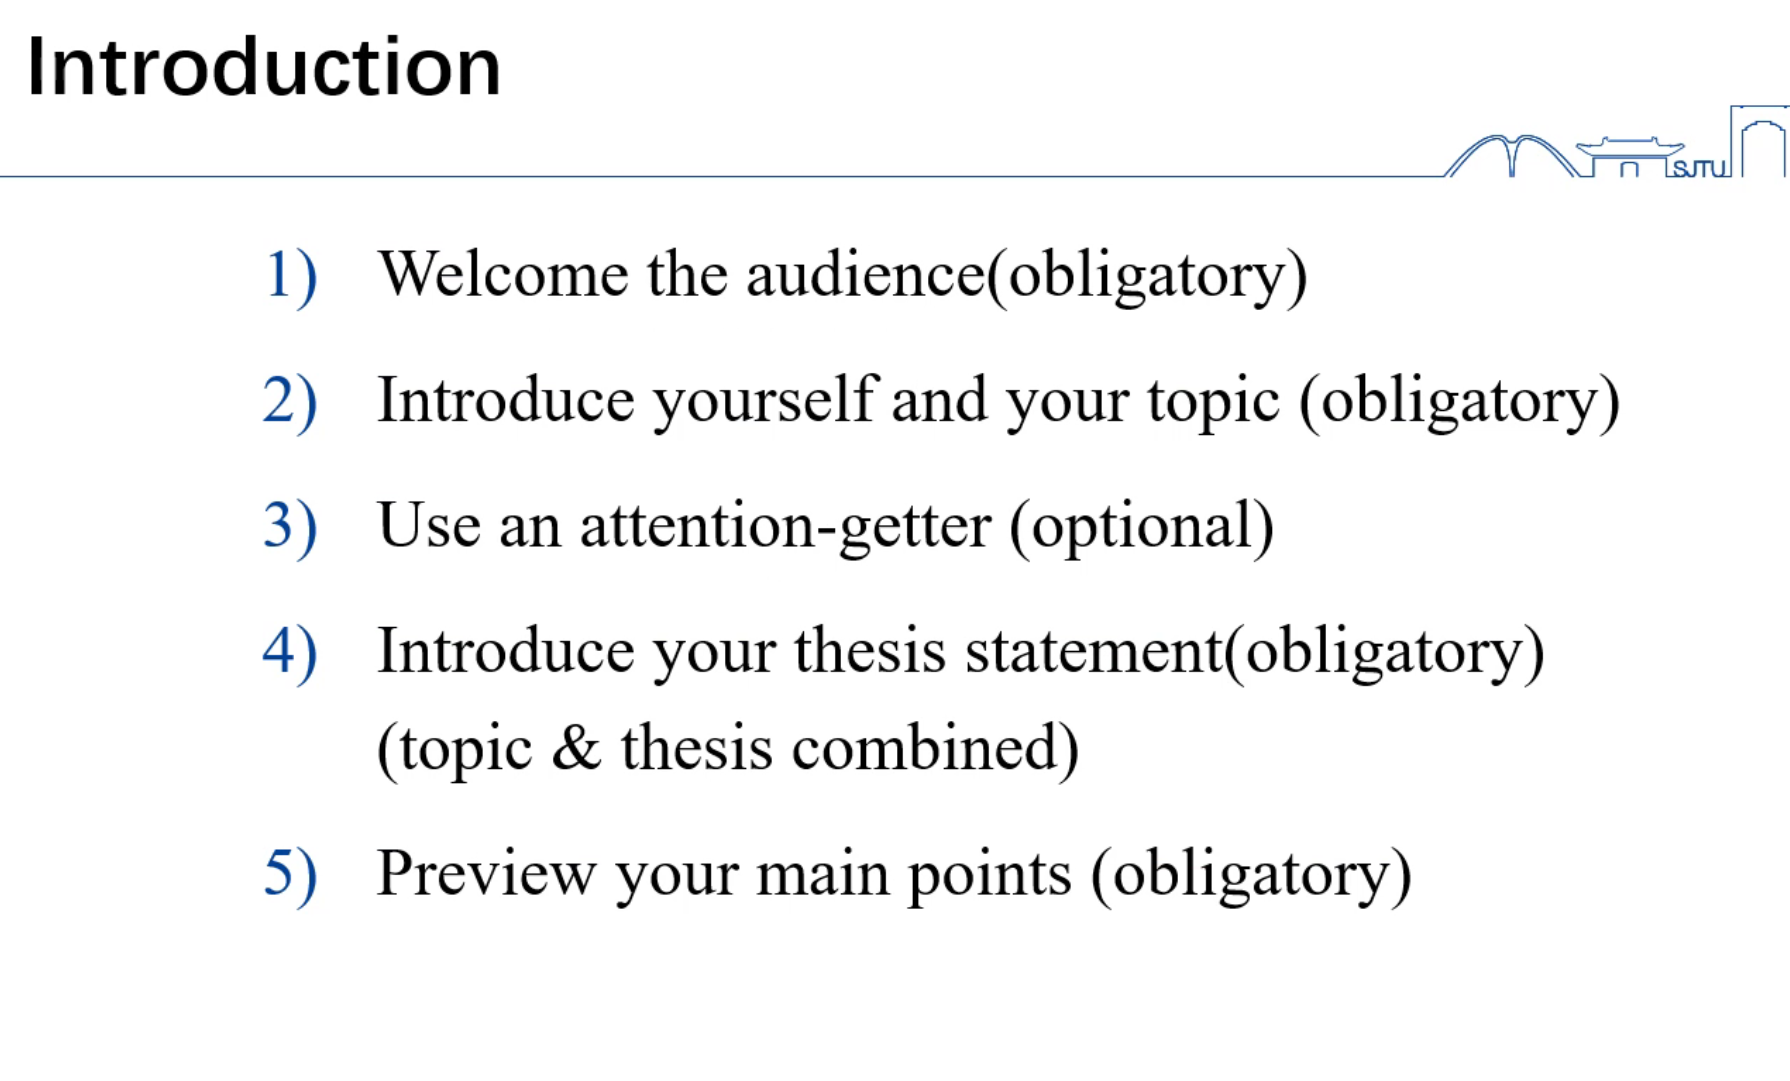 Introduction
SJTU
1) Welcome the audience(obligatory)
2) Introduce yourself and your topic (obligatory)
3) Use an attention-getter (optional)
4) Introduce your thesis statement(obligatory)
(topic & thesis combined)
5) Preview your main points (obligatory)